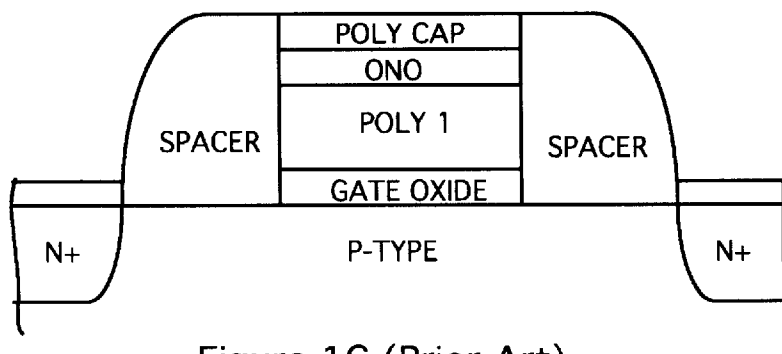 POLY CAP
ONO
POLY 1
SPACER
SPACER
GATE OXIDE
N+
P-TYPE
N+
Figure 1C (Prior Art)